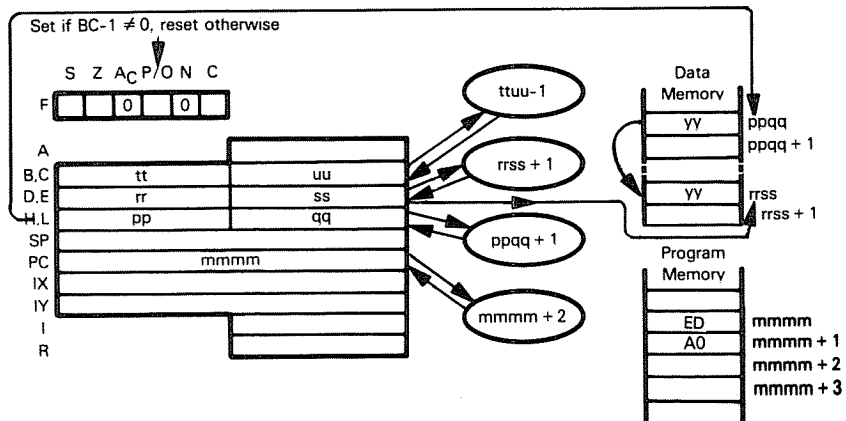 Set if BC-1 ≠ 0, reset otherwise
S Z AC P/O N C
F 0 0
A
B,C tt uu
D,E rr ss
H,L pp qq
SP
PC mmmm
IX
IY
I
R
ttuu-1
rrss + 1
ppqq + 1
mmmm + 2
Data
Memory
yy ppqq
ppqq + 1
yy rrss
rrss + 1
Program
Memory
ED mmmm
A0 mmmm + 1
mmmm + 2
mmmm + 3